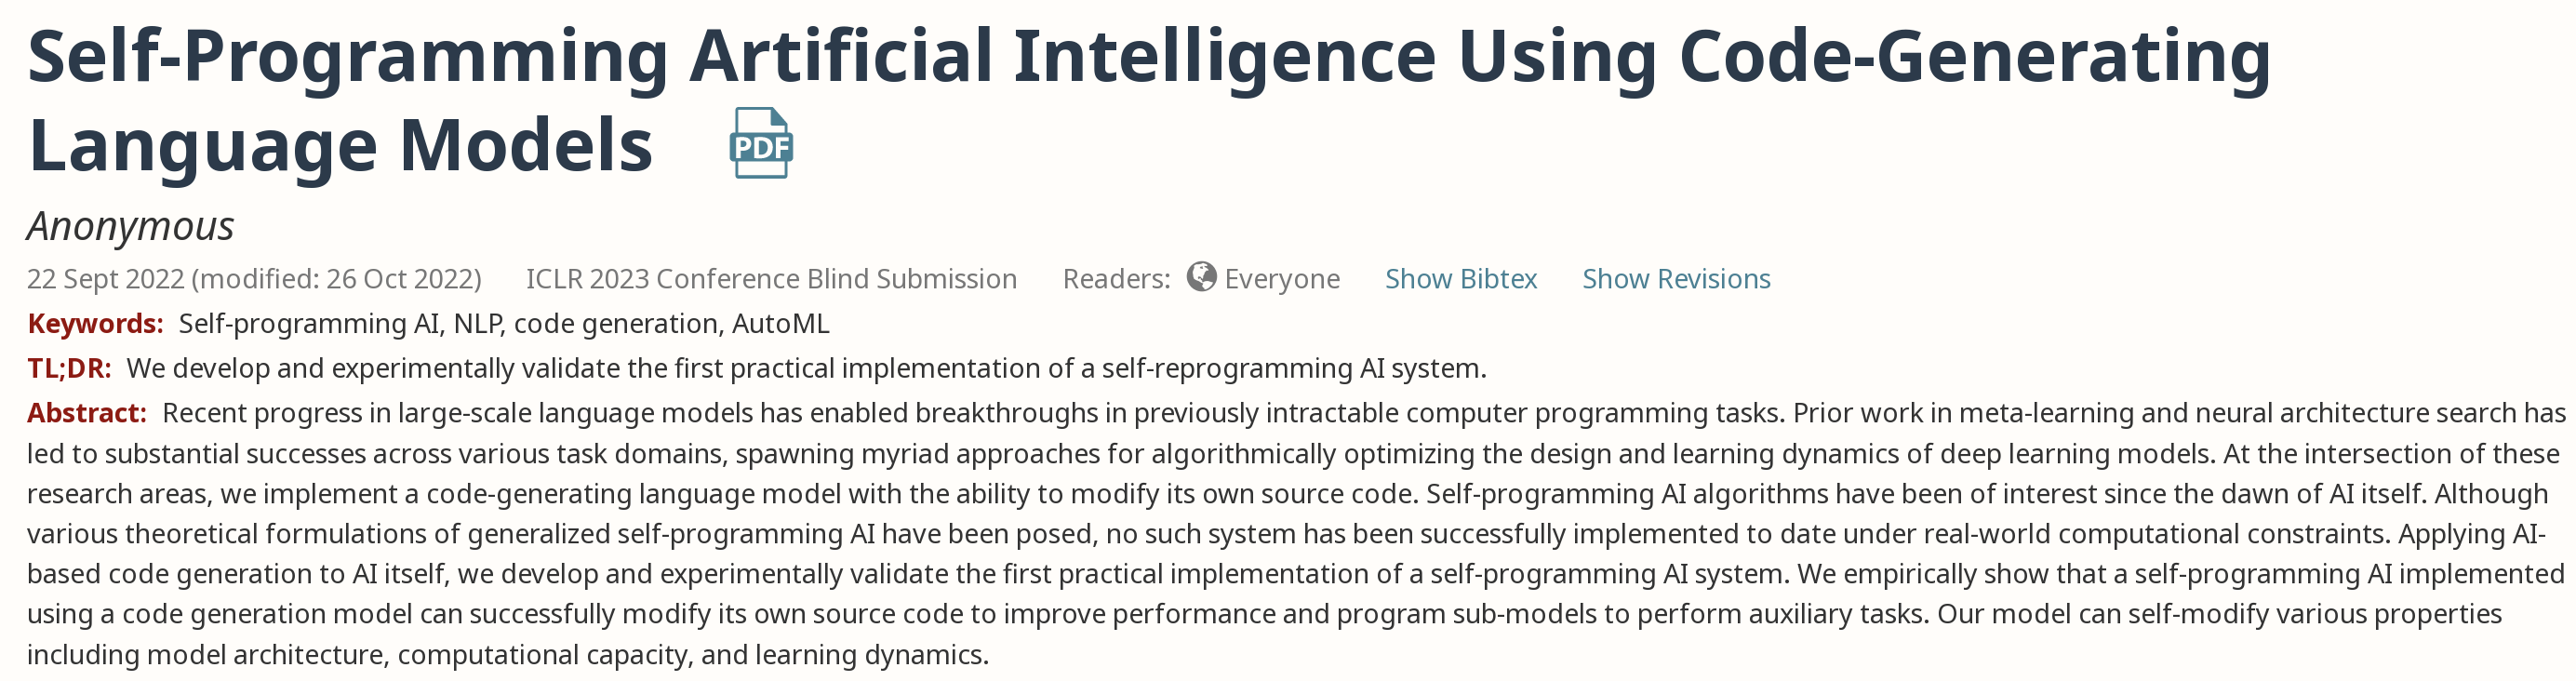 Self-Programming Artificial Intelligence Using Code-Generating
Language Models PDF
Anonymous
22 Sept 2022 (modified: 26 Oct 2022) ICLR 2023 Conference Blind Submission Readers: Everyone Show Bibtex Show Revisions
Keywords: Self-programming AI, NLP, code generation, AutoML
TL;DR: We develop and experimentally validate the first practical implementation of a self-reprogramming AI system.
Abstract: Recent progress in large-scale language models has enabled breakthroughs in previously intractable computer programming tasks. Prior work in meta-learning and neural architecture search has
led to substantial successes across various task domains, spawning myriad approaches for algorithmically optimizing the design and learning dynamics of deep learning models. At the intersection of these
research areas, we implement a code-generating language model with the ability to modify its own source code. Self-programming AI algorithms have been of interest since the dawn of AI itself. Although
various theoretical formulations of generalized self-programming AI have been posed, no such system has been successfully implemented to date under real-world computational constraints. Applying AI-
based code generation to AI itself, we develop and experimentally validate the first practical implementation of a self-programming AI system. We empirically show that a self-programming AI implemented
using a code generation model can successfully modify its own source code to improve performance and program sub-models to perform auxiliary tasks. Our model can self-modify various properties
including model architecture, computational capacity, and learning dynamics.